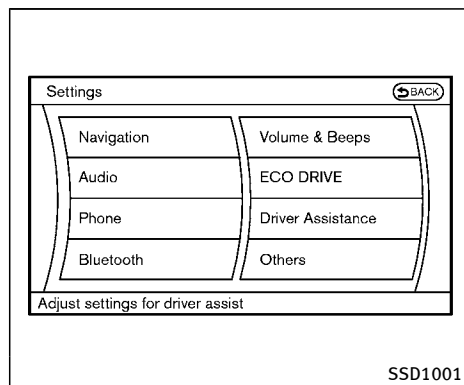 Settings
BACK
Navigation
Volume & Beeps
Audio
ECO DRIVE
Phone
Driver Assistance
Bluetooth
Others
Adjust settings for driver assist
SSD1001